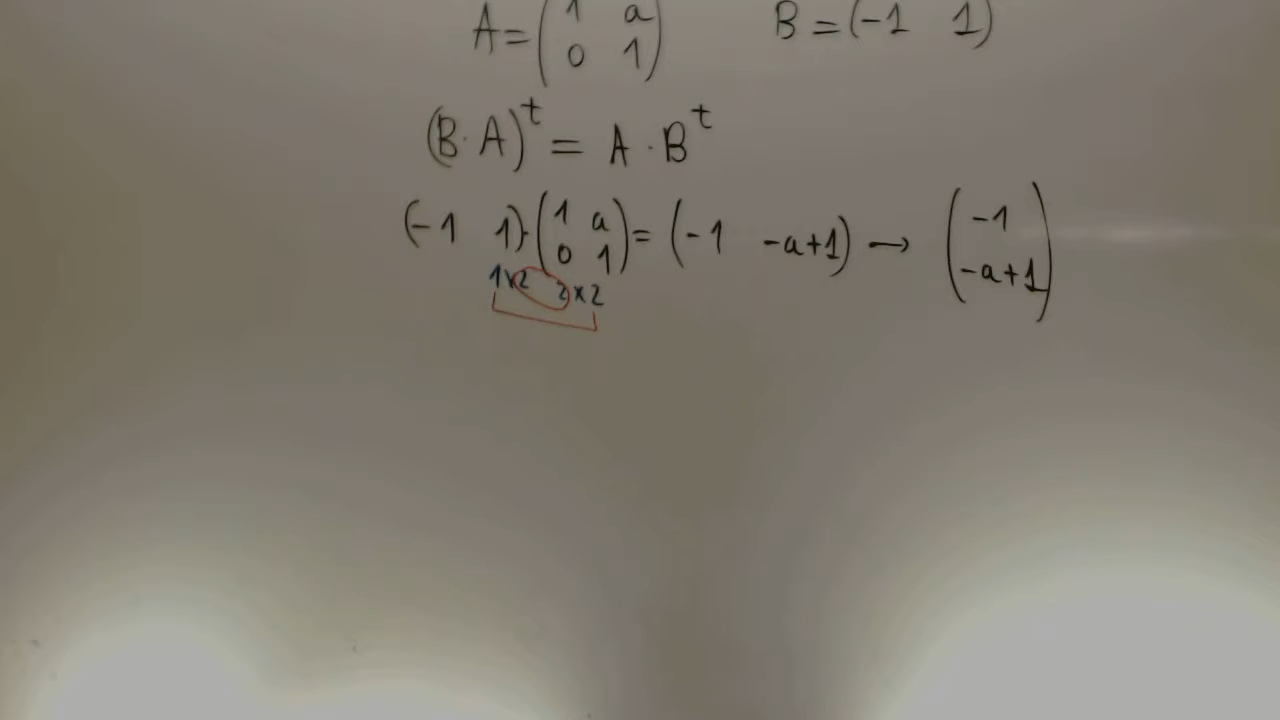 A = (1 a   B = (-1 1)
0 1)
(B·A)^t = A·B^t
(-1 1)·(1 a = (-1 -a+1) → (-1
0 1)   -a+1)
1x2 2x2